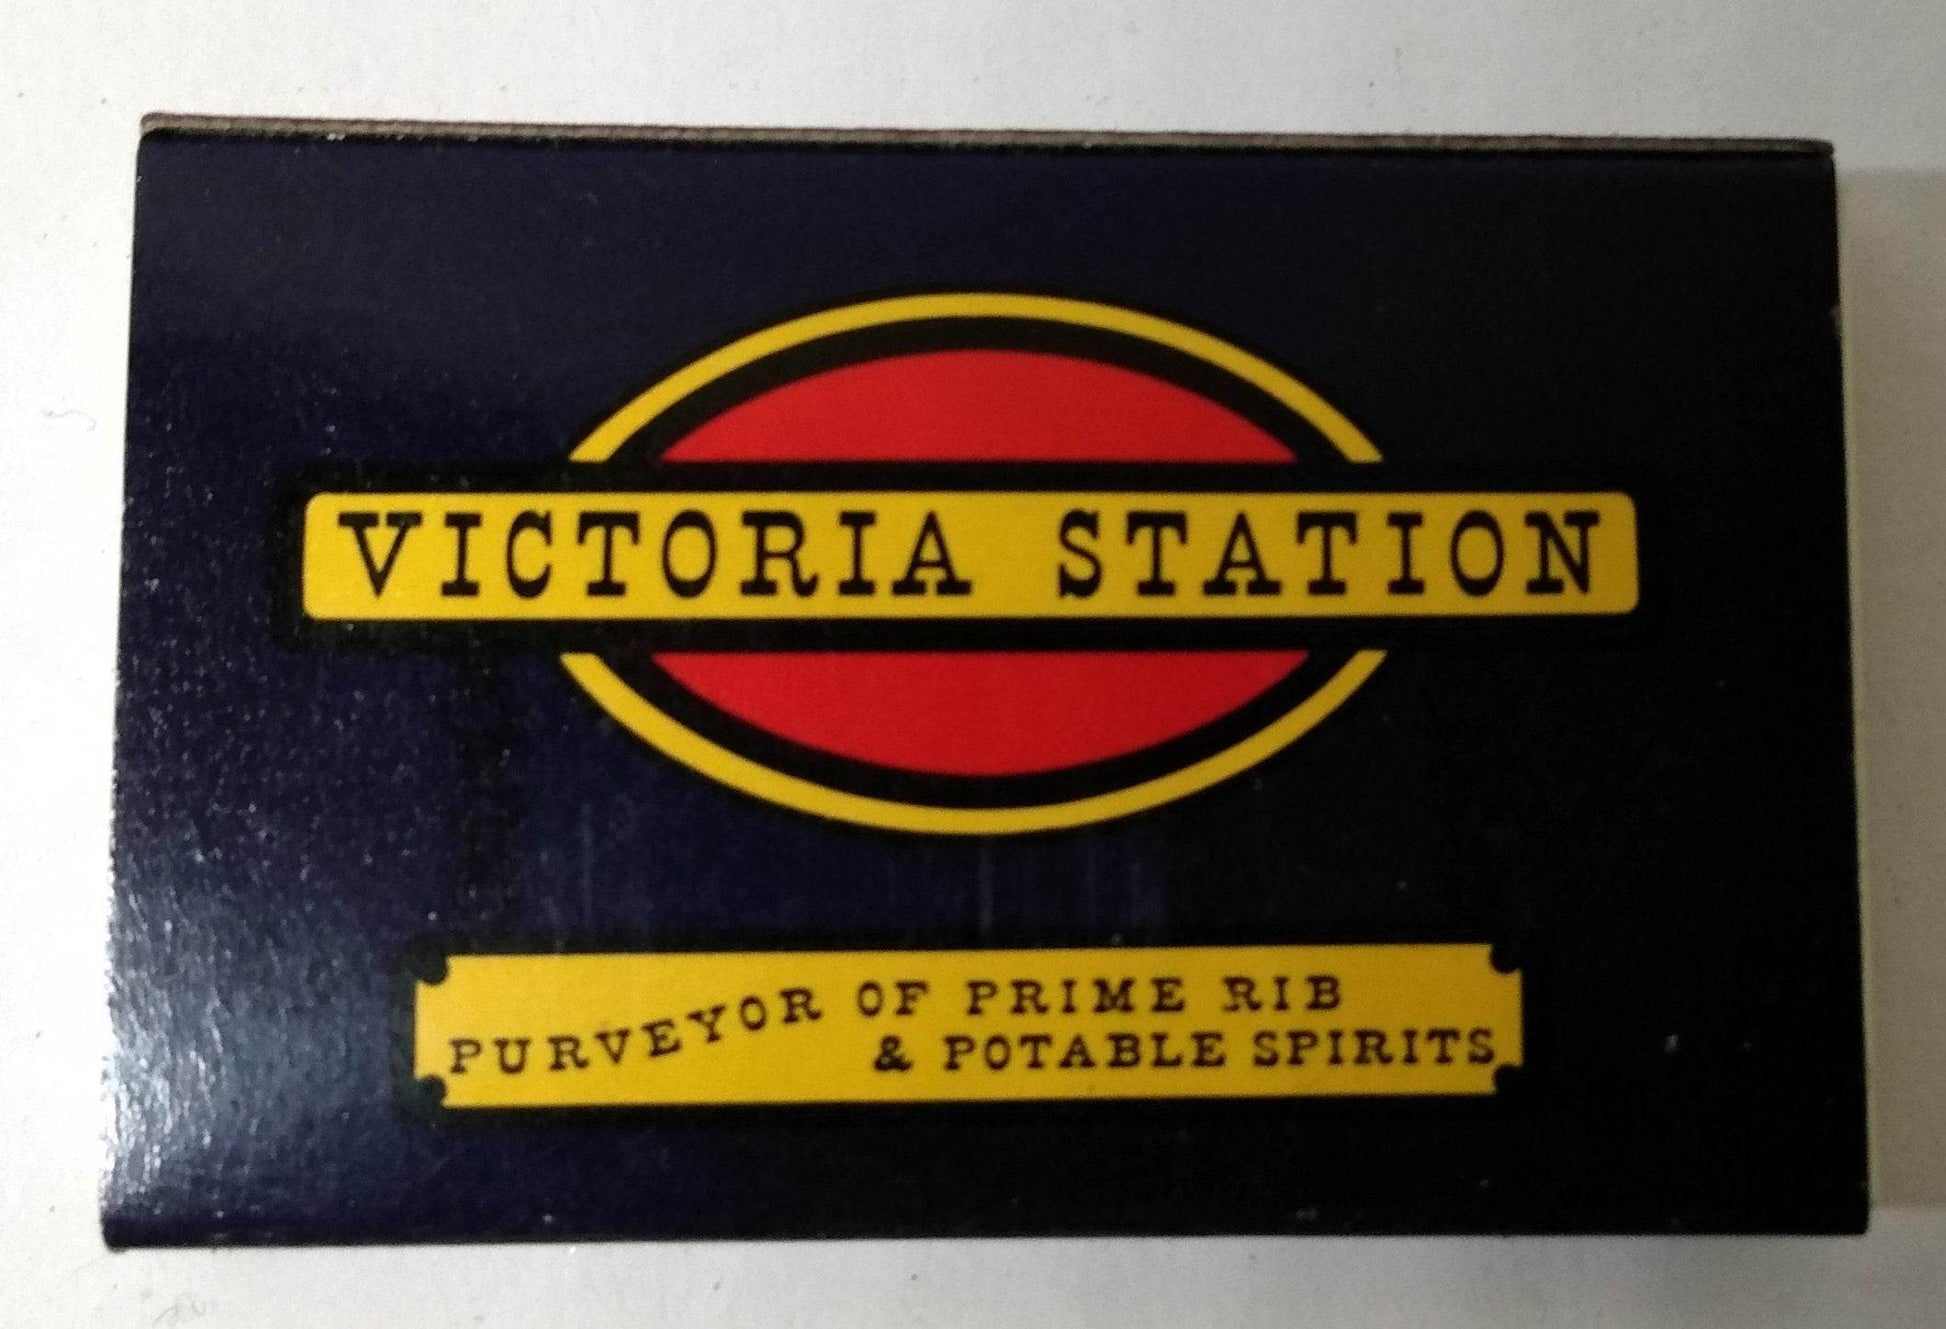 VICTORIA STATION
PURVEYOR OF PRIME RIB
& POTABLE SPIRITS